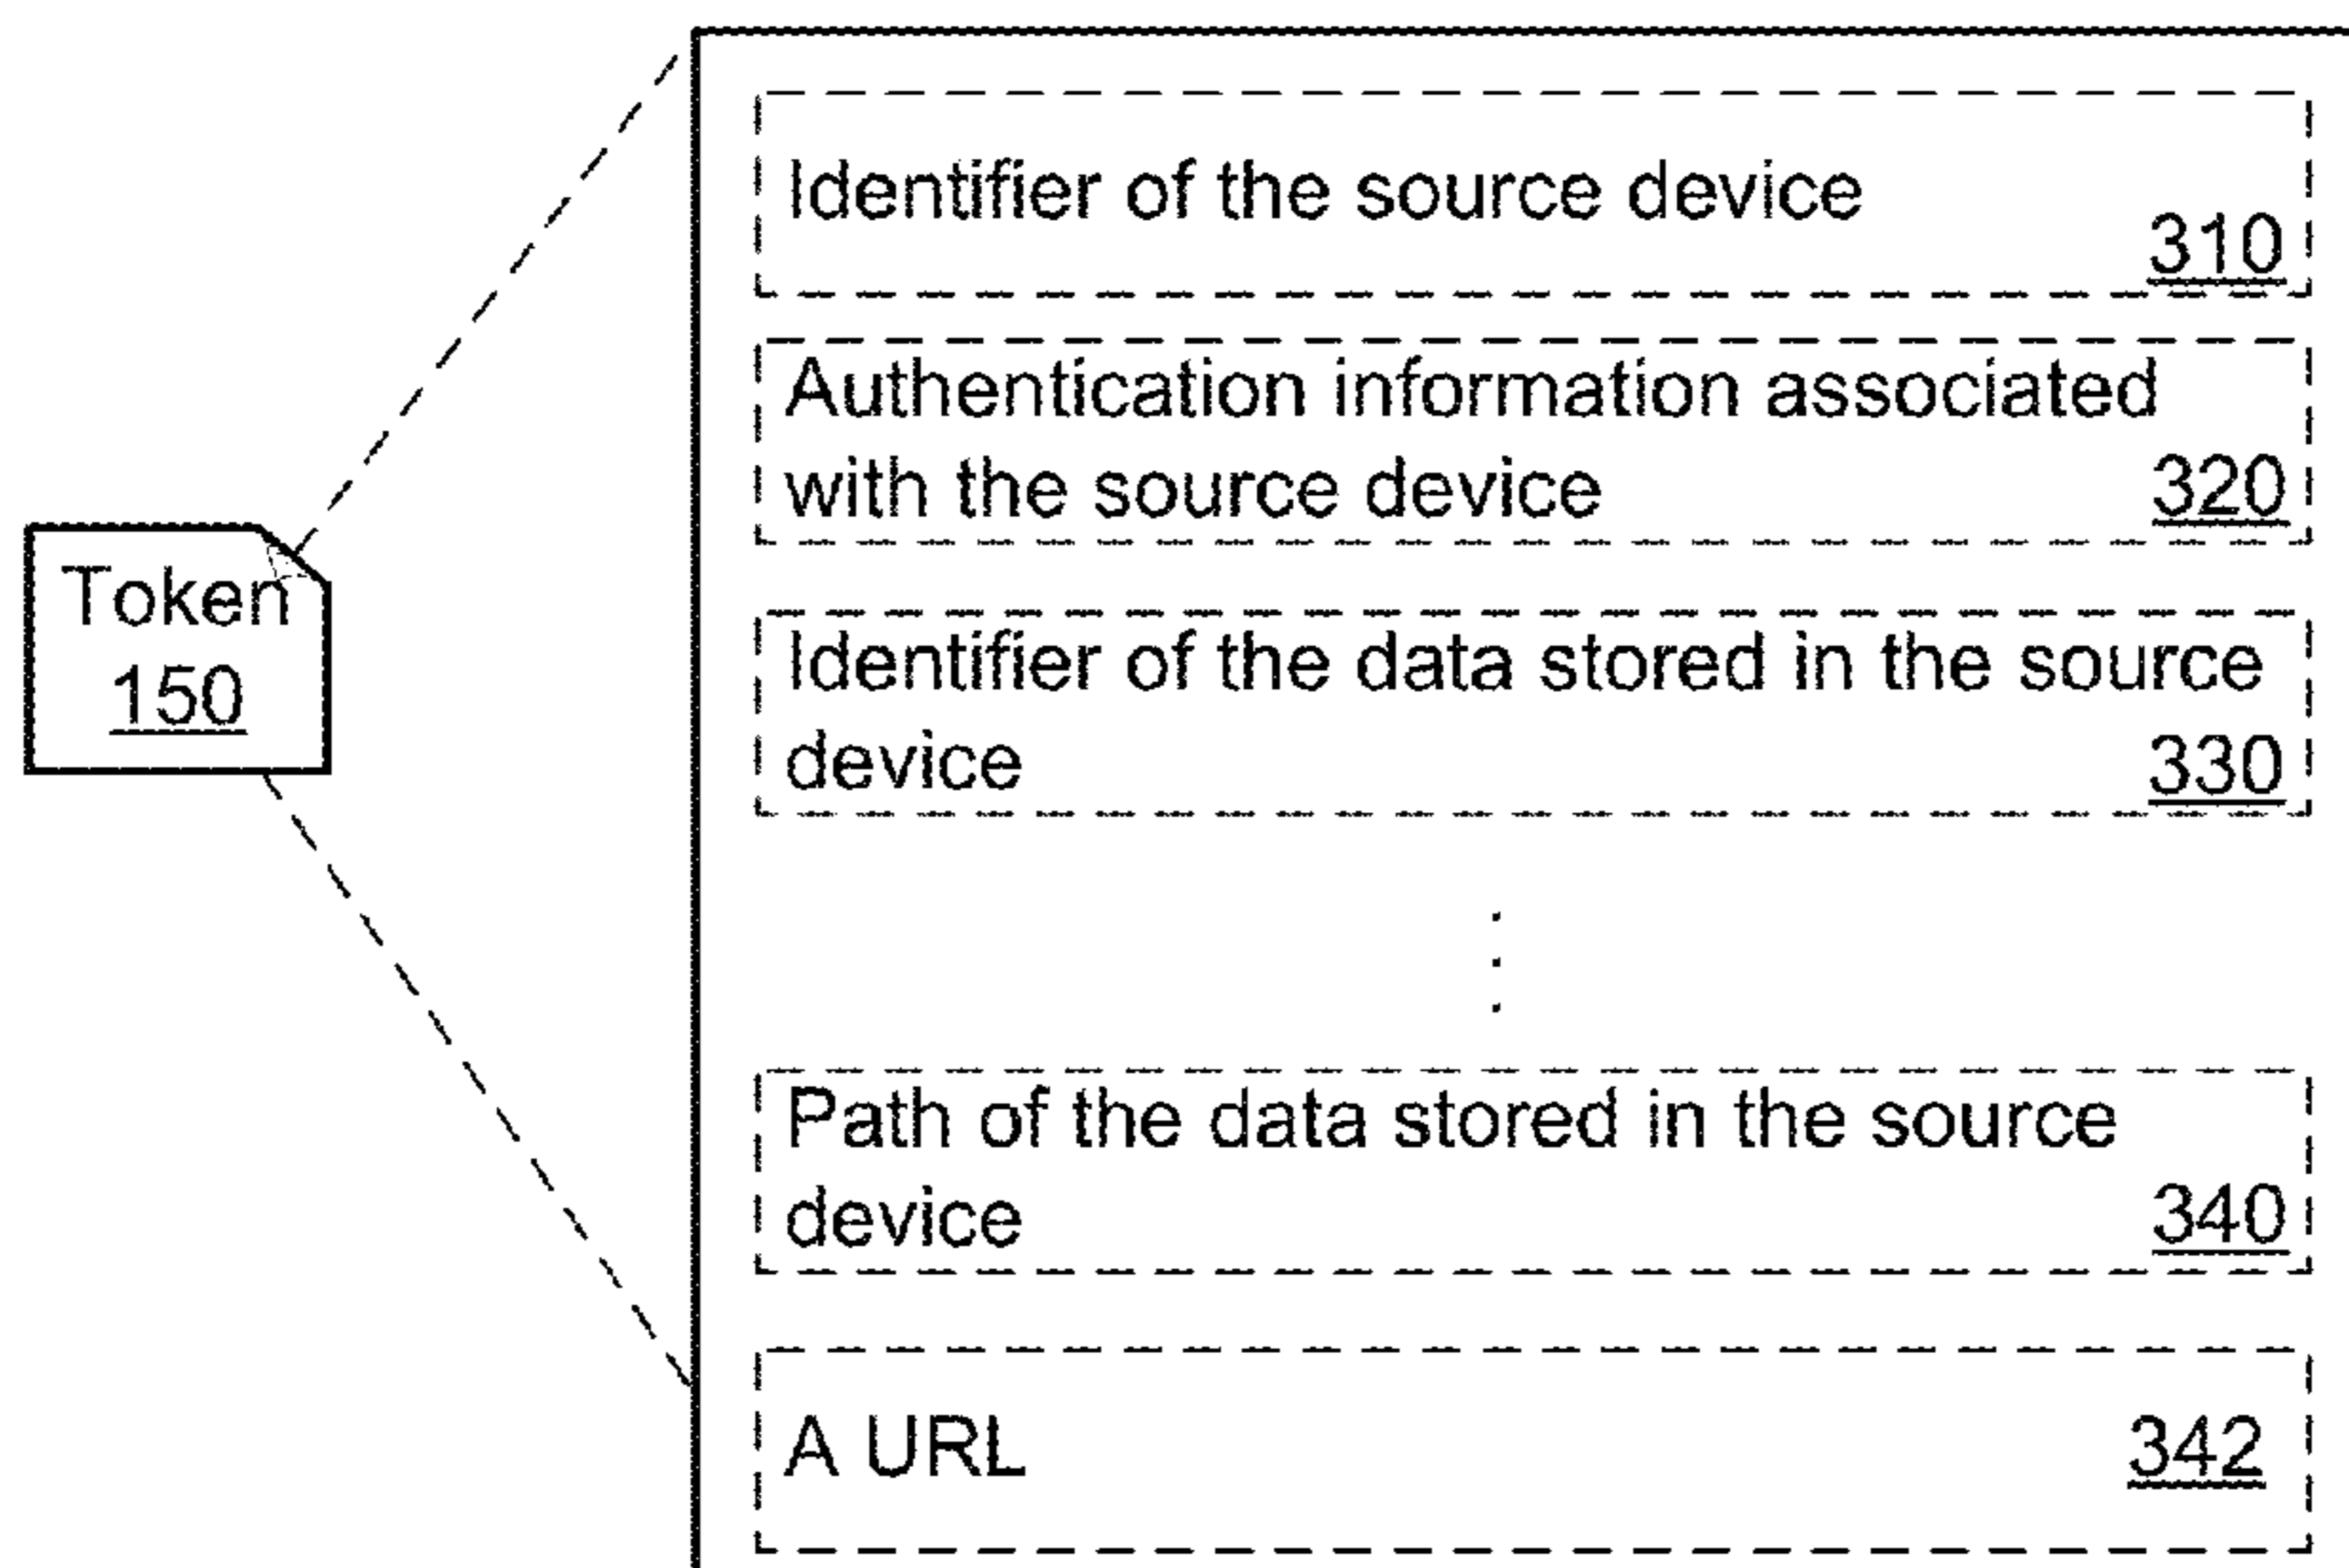 Identifier of the source device
310
Authentication information associated
with the source device 320
Token
150
Identifier of the data stored in the source
device 330
Path of the data stored in the source
device 340
A URL 342